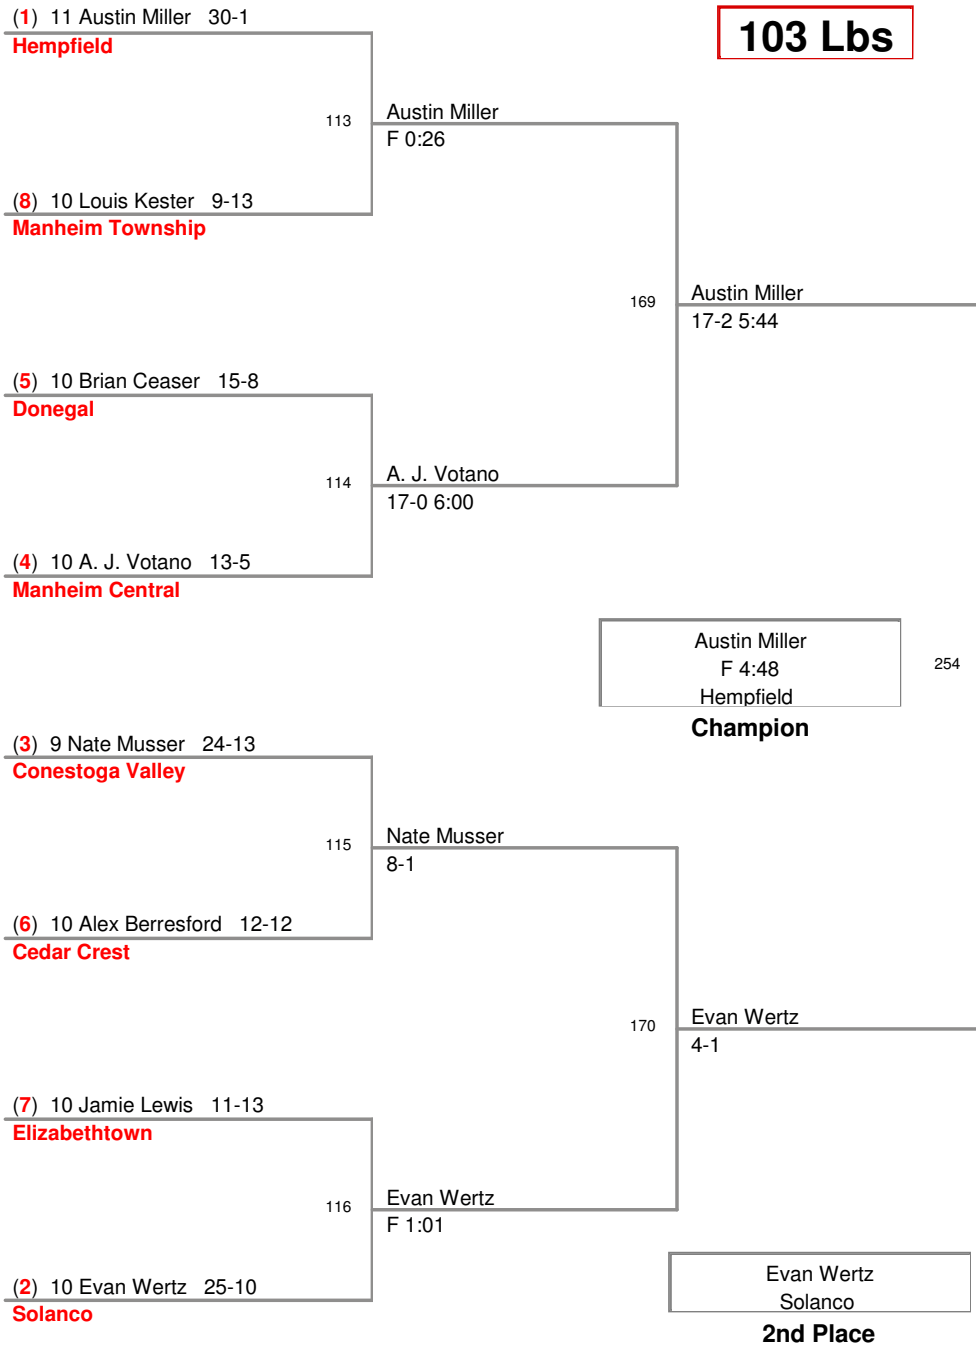 (1) 11 Austin Miller 30-1
Hempfield
103 Lbs
113
Austin Miller
F 0:26
(8) 10 Louis Kester 9-13
Manheim Township
169
Austin Miller
17-2 5:44
(5) 10 Brian Ceaser 15-8
Donegal
114
A. J. Votano
17-0 6:00
(4) 10 A. J. Votano 13-5
Manheim Central
Austin Miller
F 4:48
Hempfield
254
Champion
(3) 9 Nate Musser 24-13
Conestoga Valley
115
Nate Musser
8-1
(6) 10 Alex Berresford 12-12
Cedar Crest
170
Evan Wertz
4-1
(7) 10 Jamie Lewis 11-13
Elizabethtown
116
Evan Wertz
F 1:01
(2) 10 Evan Wertz 25-10
Solanco
Evan Wertz
Solanco
2nd Place